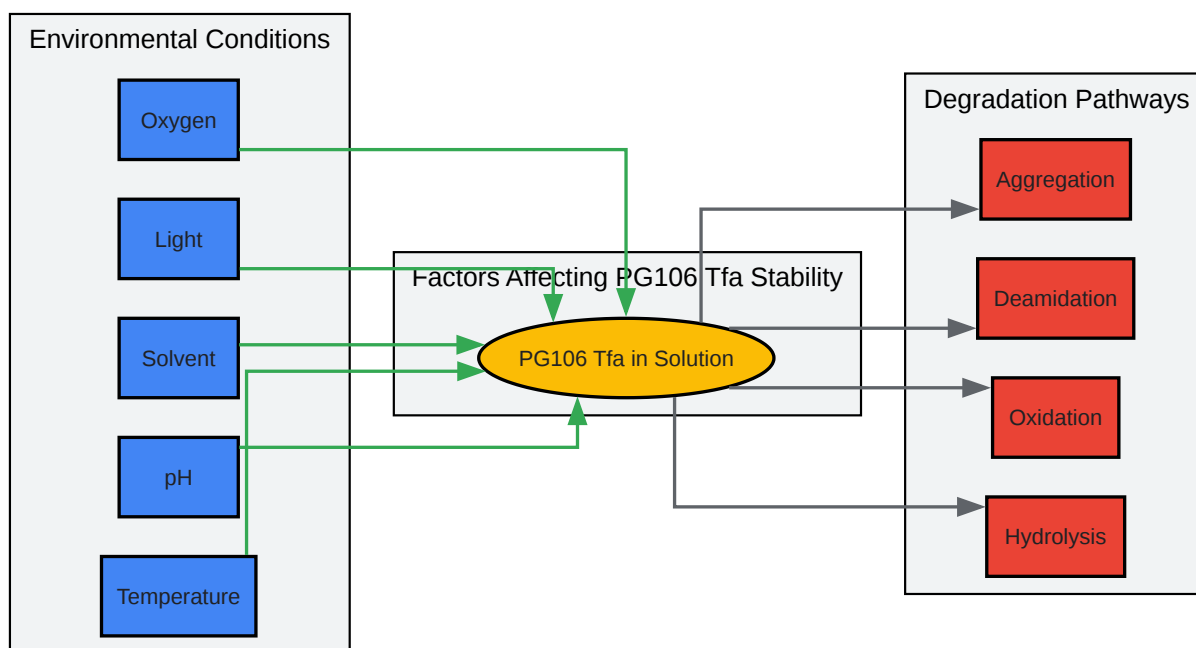 Environmental Conditions
Oxygen
Light
Solvent
pH
Temperature
Factors Affecting PG106 Tfa Stability
PG106 Tfa in Solution
Degradation Pathways
Aggregation
Deamidation
Oxidation
Hydrolysis